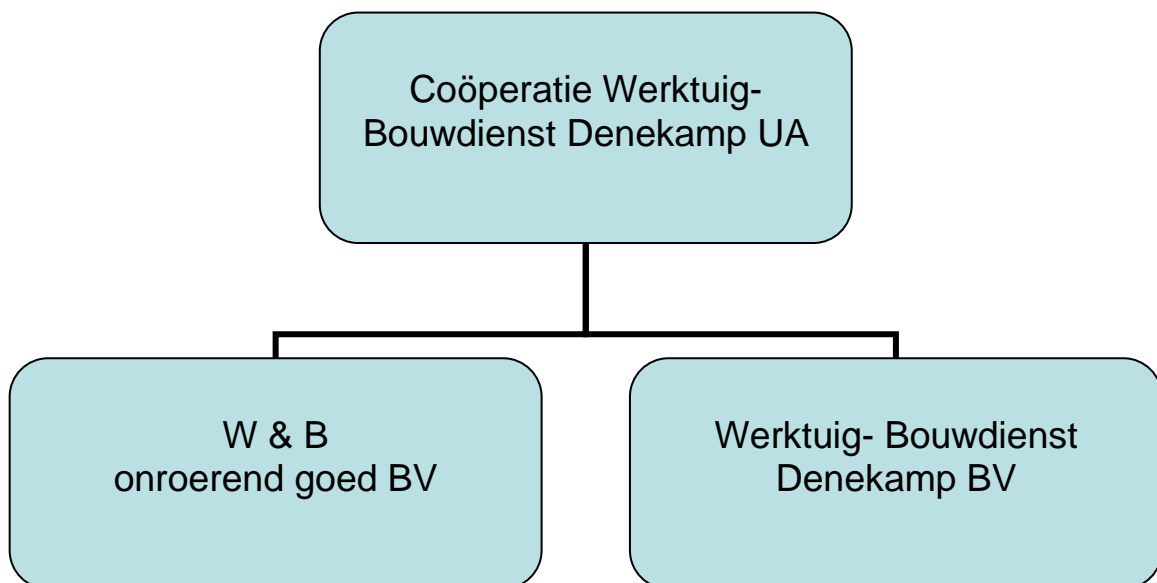 Coöperatie Werktuig-
Bouwdienst Denekamp UA
W & B
onroerend goed BV
Werktuig- Bouwdienst
Denekamp BV